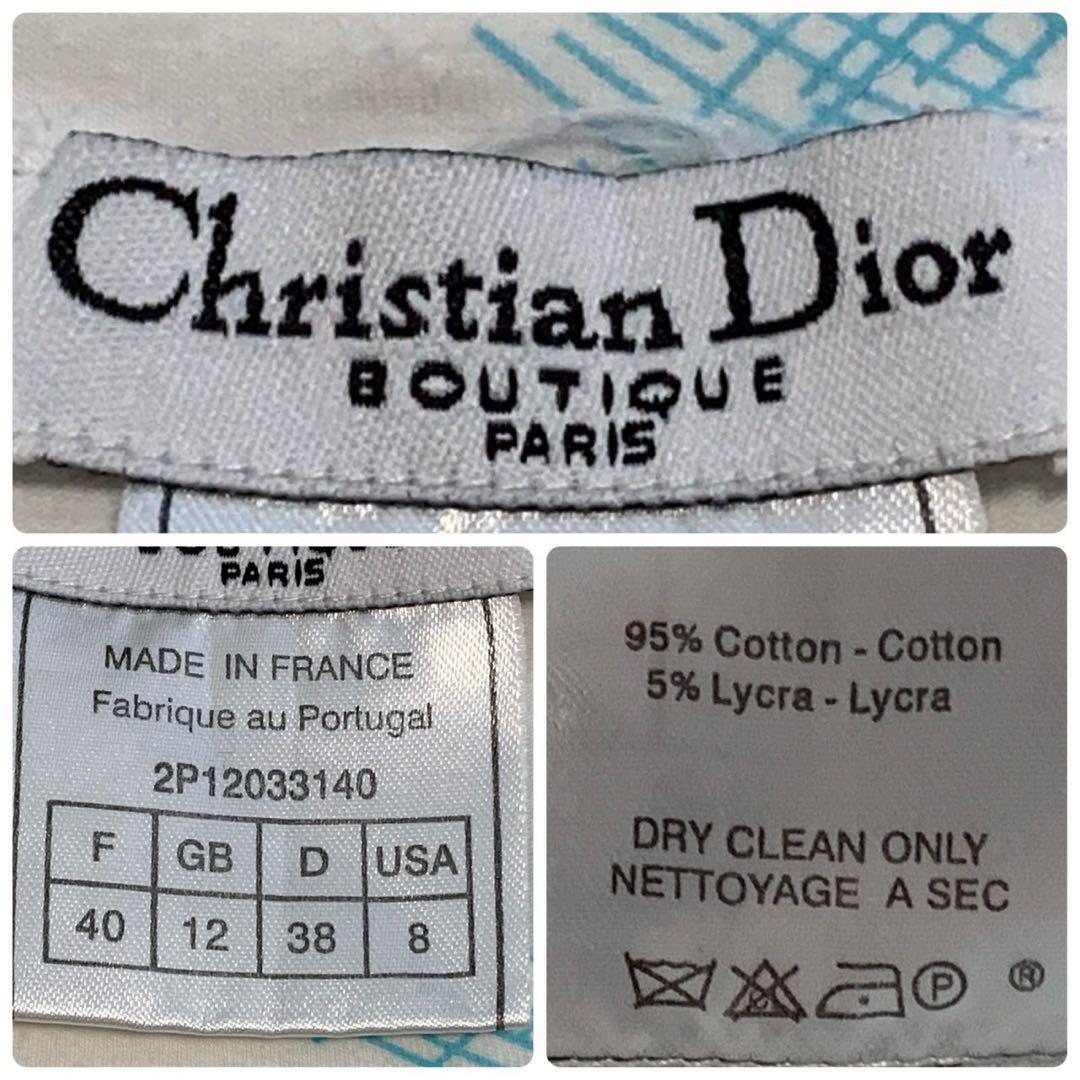 Christian Dior
BOUTIQUE
PARIS
BOUTIQUE
PARIS
MADE IN FRANCE
Fabrique au Portugal
2P12033140
F GB D USA
40 12 38 8
95% Cotton - Cotton
5% Lycra - Lycra
DRY CLEAN ONLY
NETTOYAGE A SEC
P ®